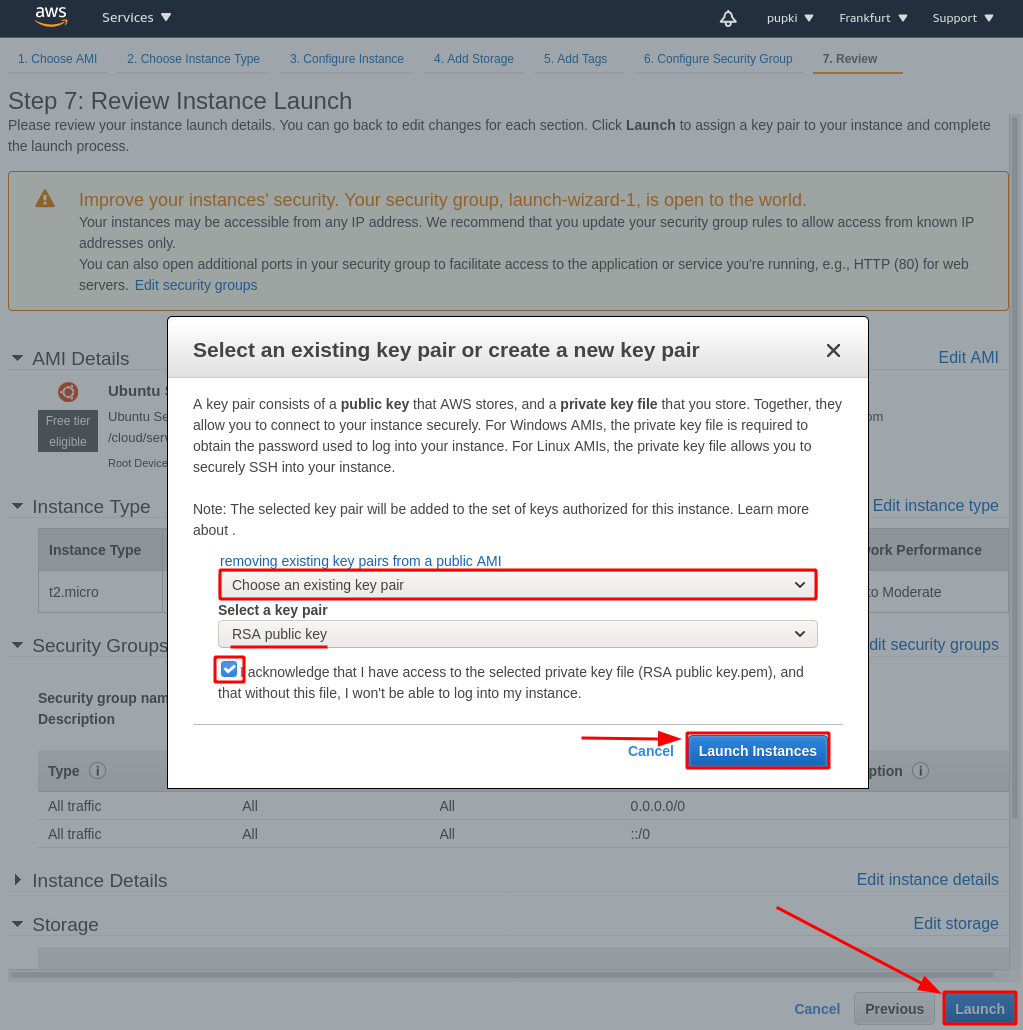 aws
Services
pupki
Frankfurt
Support
1. Choose AMI
2. Choose Instance Type
3. Configure Instance
4. Add Storage
5. Add Tags
6. Configure Security Group
7. Review
Step 7: Review Instance Launch
Please review your instance launch details. You can go back to edit changes for each section. Click Launch to assign a key pair to your instance and complete
the launch process.
Improve your instances' security. Your security group, launch-wizard-1, is open to the world.
Your instances may be accessible from any IP address. We recommend that you update your security group rules to allow access from known IP
addresses only.
You can also open additional ports in your security group to facilitate access to the application or service you're running, e.g., HTTP (80) for web
servers. Edit security groups
AMI Details
Edit AMI
Ubuntu
Free tier
eligible
Ubuntu Se
om
/cloud/serv
Root Device
Select an existing key pair or create a new key pair
A key pair consists of a public key that AWS stores, and a private key file that you store. Together, they
allow you to connect to your instance securely. For Windows AMIs, the private key file is required to
obtain the password used to log into your instance. For Linux AMIs, the private key file allows you to
securely SSH into your instance.
Note: The selected key pair will be added to the set of keys authorized for this instance. Learn more
about .
removing existing key pairs from a public AMI
Choose an existing key pair
Select a key pair
RSA public key
I acknowledge that I have access to the selected private key file (RSA public key.pem), and
that without this file, I won't be able to log into my instance.
Cancel
Launch Instances
Instance Type
Edit instance type
Instance Type
ork Performance
t2.micro
to Moderate
Security Groups
dit security groups
Security group nam
Description
Type
ption
All traffic All All 0.0.0.0/0
All traffic All All ::/0
Instance Details
Edit instance details
Storage
Edit storage
Cancel
Previous
Launch